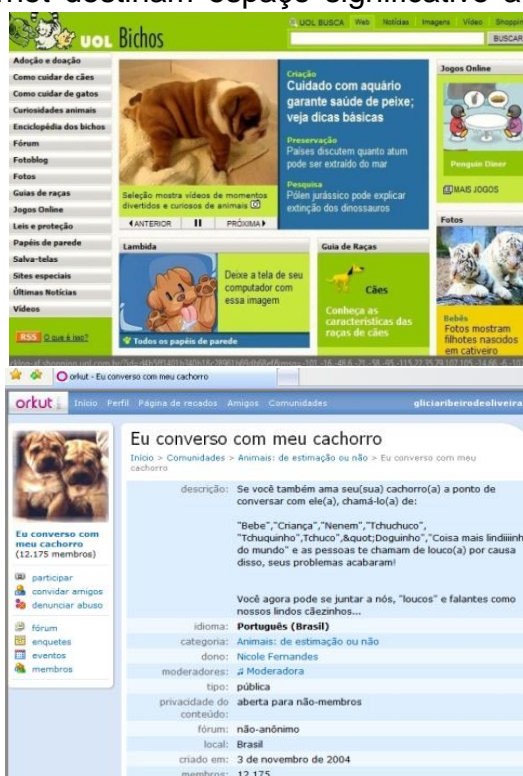 rnet destinam espaço significativo a
UOL Bichos
UOL BUSCA Web Notícias Imagens Vídeo Shoppin
BUSCAR
Adoção e doação
Como cuidar de cães
Como cuidar de gatos
Curiosidades animais
Enciclopédia dos bichos
Fórum
Fotoblog
Fotos
Guias de raças
Jogos Online
Leis e proteção
Papéis de parede
Salva-telas
Sites especiais
Últimas Notícias
Vídeos
RSS O que é isso?
Seleção mostra vídeos de momentos
divertidos e curiosos de animais
ANTERIOR PRÓXIMA
Criação
Cuidado com aquário
garante saúde de peixe;
veja dicas básicas
Preservação
Países discutem quanto atum
pode ser extraído do mar
Pesquisa
Pólen jurássico pode explicar
extinção dos dinossauros
Jogos Online
Penguin Diner
MAIS JOGOS
Lambida
Deixe a tela de seu
computador com
essa imagem
Todos os papéis de parede
Guia de Raças
Cães
Conheça as
características das
raças de cães
Fotos
Bebês
Fotos mostram
filhotes nascidos
em cativeiro
orkut - Eu converso com meu cachorro
orkut Início Perfil Página de recados Amigos Comunidades gliciaribeirodeoliveira
Eu converso com
meu cachorro
(12.175 membros)
participar
convidar amigos
denunciar abuso
fórum
enquetes
eventos
membros
Eu converso com meu cachorro
Início > Comunidades > Animais: de estimação ou não > Eu converso com meu
cachorro
descrição: Se você também ama seu(sua) cachorro(a) a ponto de
conversar com ele(a), chamá-lo(a) de:
"Bebe","Criança","Nenem","Tchuchuco",
"Tchuquinho",Tchuco",&quot;Doguinho","Coisa mais lindiiiinh
do mundo" e as pessoas te chamam de louco(a) por causa
disso, seus problemas acabaram!
Você agora pode se juntar a nós, "loucos" e falantes como
nossos lindos cãezinhos...
idioma: Português (Brasil)
categoria: Animais: de estimação ou não
dono: Nicole Fernandes
moderadores: Moderadora
tipo: pública
privacidade do
conteúdo: aberta para não-membros
fórum: não-anônimo
local: Brasil
criado em: 3 de novembro de 2004
membros: 12.175